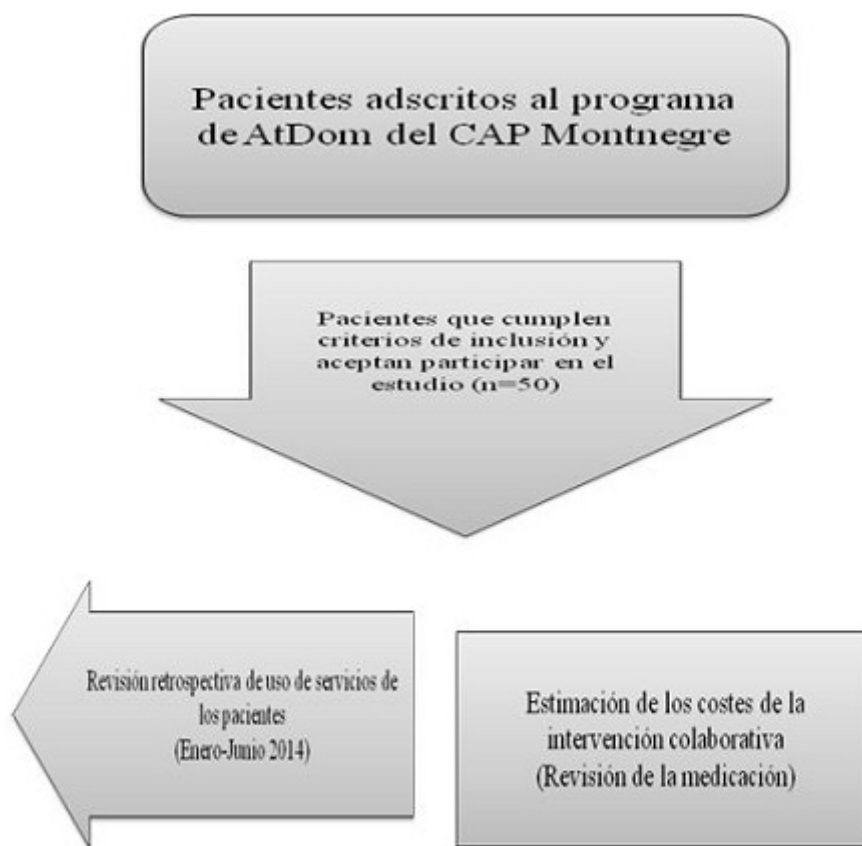 Pacientes adscritos al programa
de AtDom del CAP Montnegre
Pacientes que cumplen
criterios de inclusión y
aceptan participar en el
estudio (n=50)
Revisión retrospectiva de uso de servicios de
los pacientes
(Enero-Junio 2014)
Estimación de los costes de la
intervención colaborativa
(Revisión de la medicación)